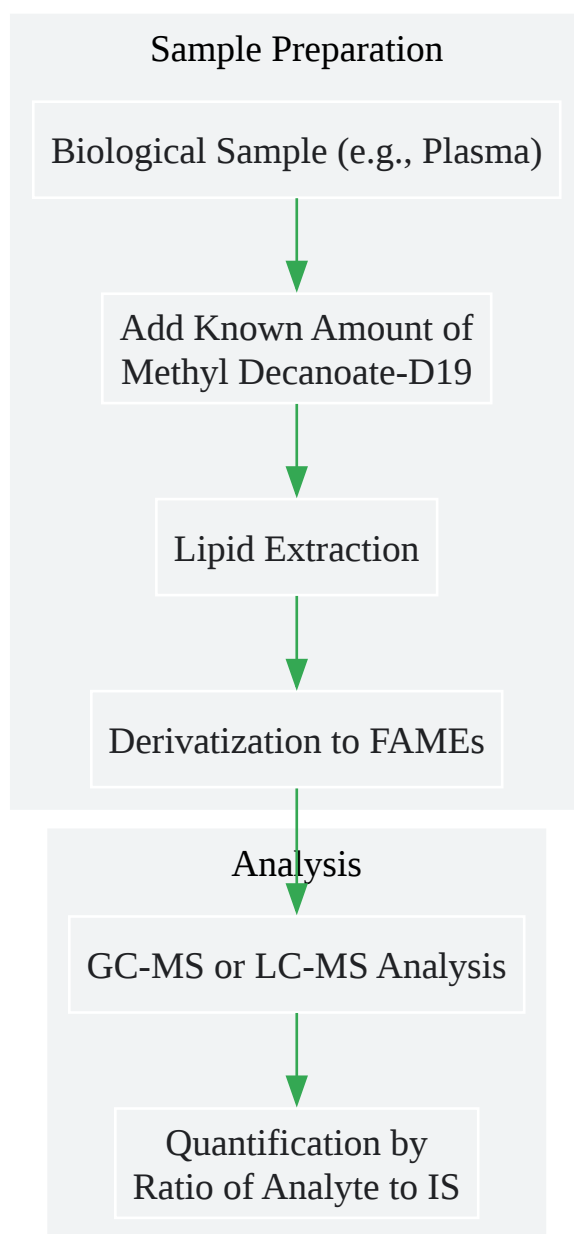 Sample Preparation
Biological Sample (e.g., Plasma)
Add Known Amount of
Methyl Decanoate-D19
Lipid Extraction
Derivatization to FAMEs
Analysis
GC-MS or LC-MS Analysis
Quantification by
Ratio of Analyte to IS